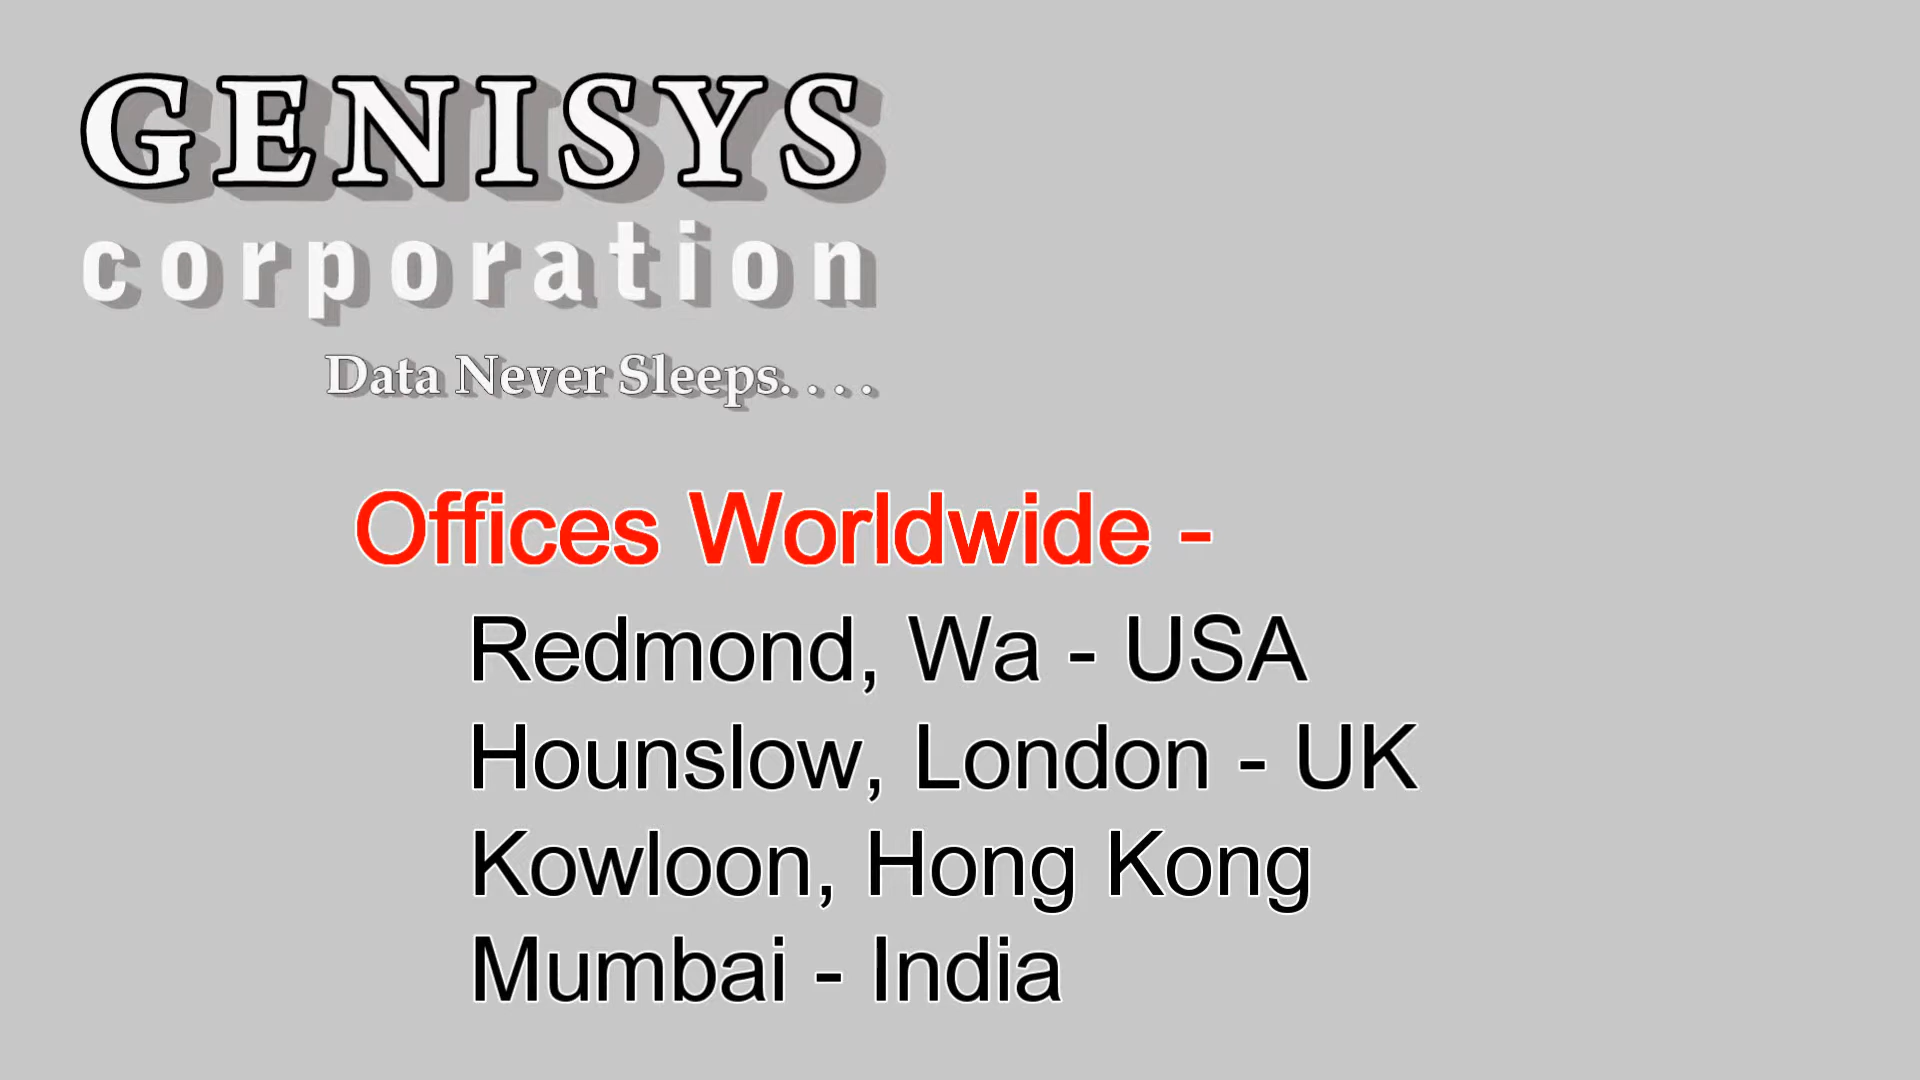 GENISYS
corporation
Data Never Sleeps. . . .
Offices Worldwide -
Redmond, Wa - USA
Hounslow, London - UK
Kowloon, Hong Kong
Mumbai - India